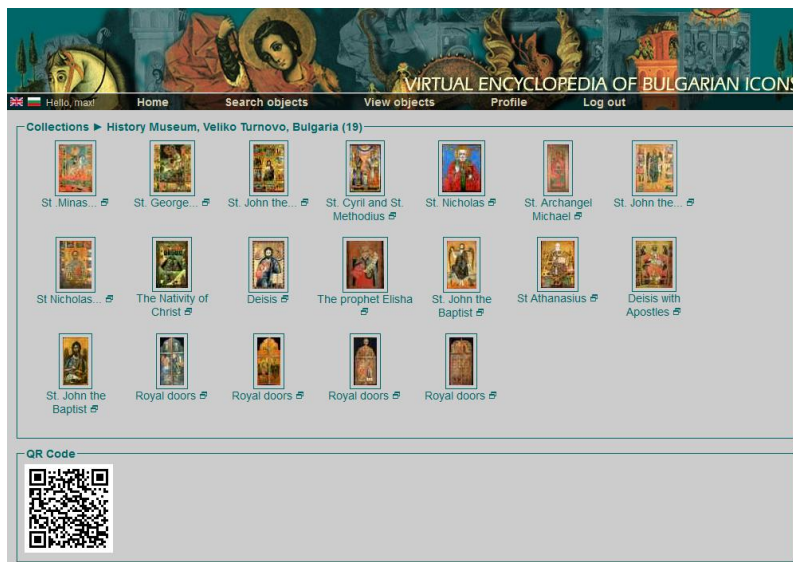 VIRTUAL ENCYCLOPEDIA OF BULGARIAN ICONS
Hello, max! Home Search objects View objects Profile Log out
Collections ► History Museum, Veliko Turnovo, Bulgaria (19)
St .Minas... St. George... St. John the... St. Cyril and St. Methodius St. Nicholas St. Archangel Michael St. John the...
St Nicholas... The Nativity of Christ Deisis The prophet Elisha St. John the Baptist St Athanasius Deisis with Apostles
St. John the Baptist Royal doors Royal doors Royal doors Royal doors
QR Code